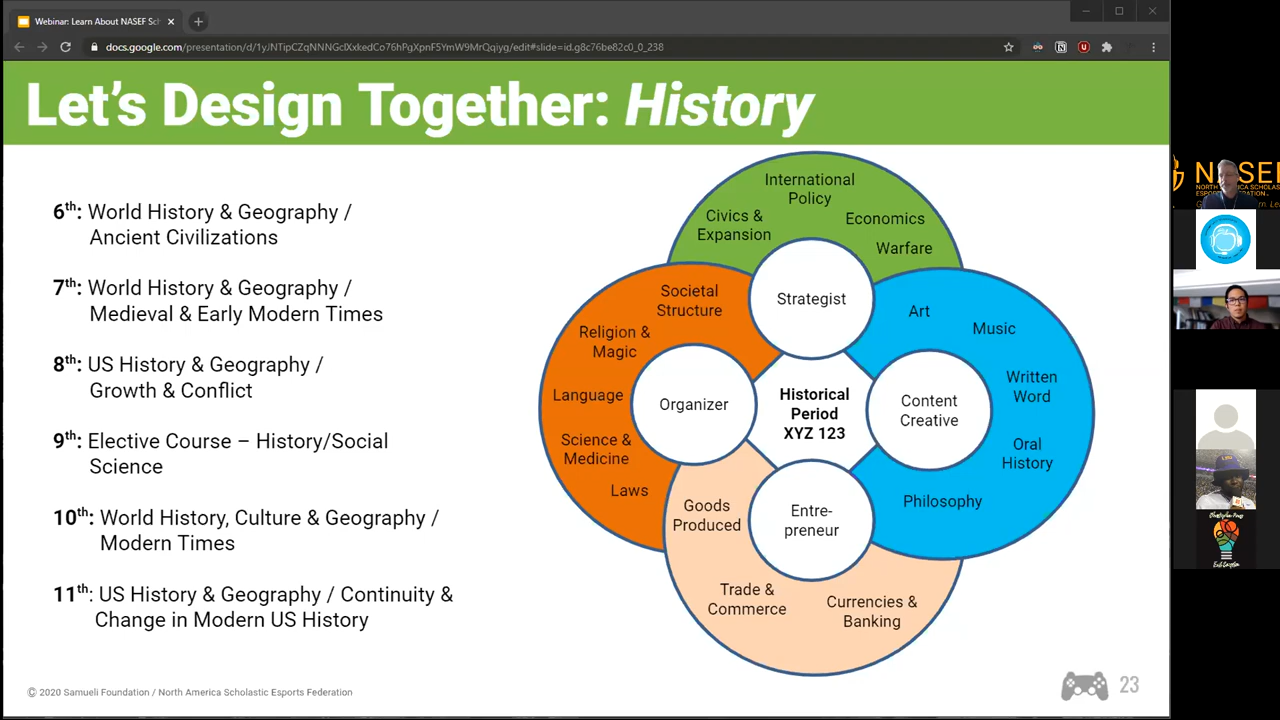 Webinar: Learn About NASEF Sch
docs.google.com/presentation/d/1yJNTipCZqNNNGclXxkedCo76hPgXpnF5YmW9MrQqiyg/edit#slide=id.g8c76be82c0_0_238
Let's Design Together: History
6th: World History & Geography /
Ancient Civilizations
7th: World History & Geography /
Medieval & Early Modern Times
8th: US History & Geography /
Growth & Conflict
9th: Elective Course – History/Social
Science
10th: World History, Culture & Geography /
Modern Times
11th: US History & Geography / Continuity &
Change in Modern US History
International
Policy
Civics &
Expansion
Economics
Warfare
Strategist
Societal
Structure
Religion &
Magic
Language
Science &
Medicine
Laws
Organizer
Historical
Period
XYZ 123
Art
Music
Written
Word
Oral
History
Philosophy
Content
Creative
Entre-
preneur
Goods
Produced
Trade &
Commerce
Currencies &
Banking
© 2020 Samueli Foundation / North America Scholastic Esports Federation
23
NASEF